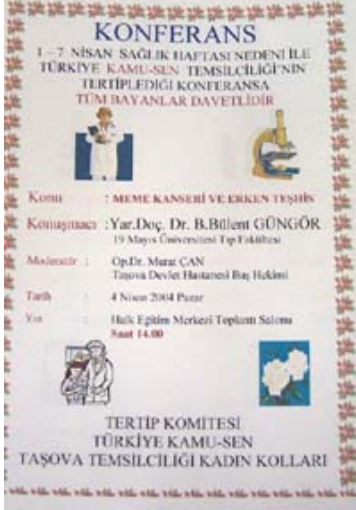 KONFERANS
1 – 7 NİSAN SAĞLIK HAFTASI NEDENİ İLE
TÜRKİYE KAMU-SEN TEMSİLCİLİĞİ'NİN
TERTİPLEDİĞİ KONFERANSA
TÜM BAYANLAR DAVETLİDİR
Konu : MEME KANSERİ VE ERKEN TEŞHİS
Konuşmacı : Yar.Doç. Dr. B.Bülent GÜNGÖR
19 Mayıs Üniversitesi Tıp Fakültesi
Moderatör : Op.Dr. Murat CAN
Taşova Devlet Hastanesi Baş Hekimi
Tarih : 4 Nisan 2004 Pazar
Yer : Halk Eğitim Merkezi Toplantı Salonu
Saat 14.00
TERTİP KOMİTESİ
TÜRKİYE KAMU-SEN
TAŞOVA TEMSİLCİLİĞİ KADIN KOLLARI